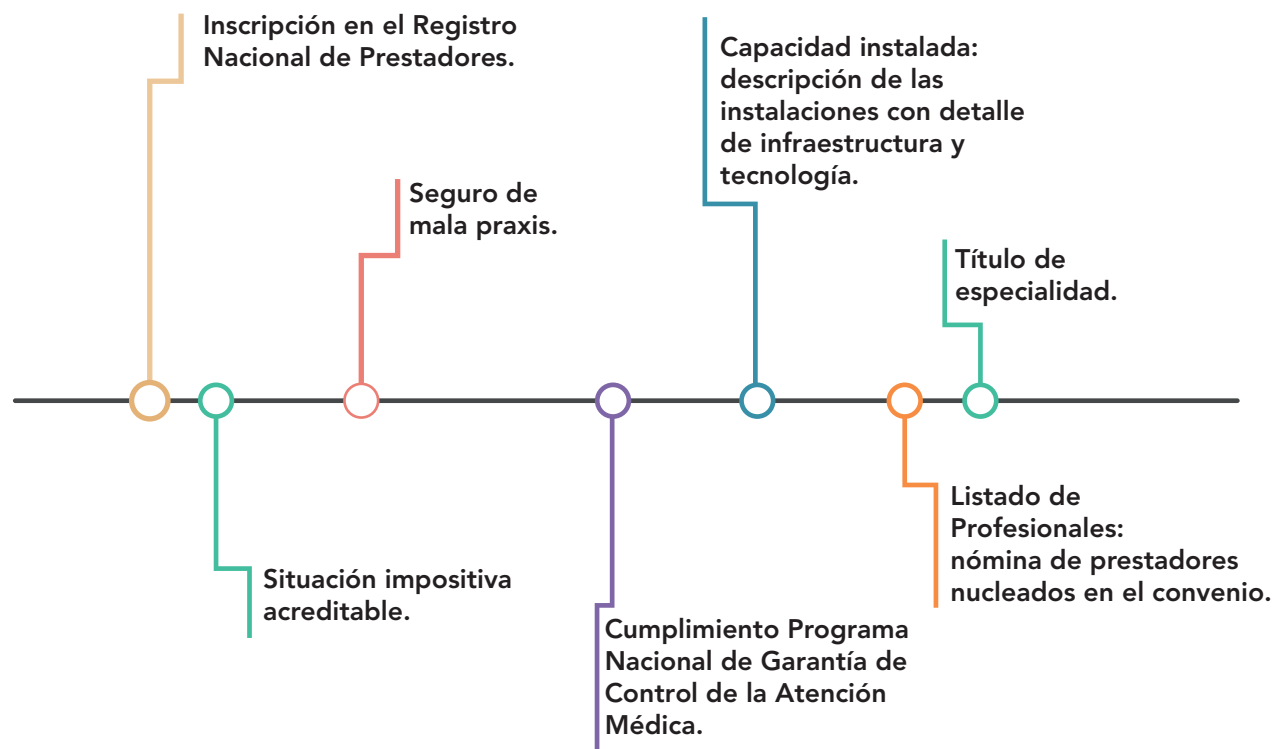 Inscripción en el Registro
Nacional de Prestadores.
Situación impositiva
acreditable.
Seguro de
mala praxis.
Cumplimiento Programa
Nacional de Garantía de
Control de la Atención
Médica.
Capacidad instalada:
descripción de las
instalaciones con detalle
de infraestructura y
tecnología.
Listado de
Profesionales:
nómina de prestadores
nucleados en el convenio.
Título de
especialidad.